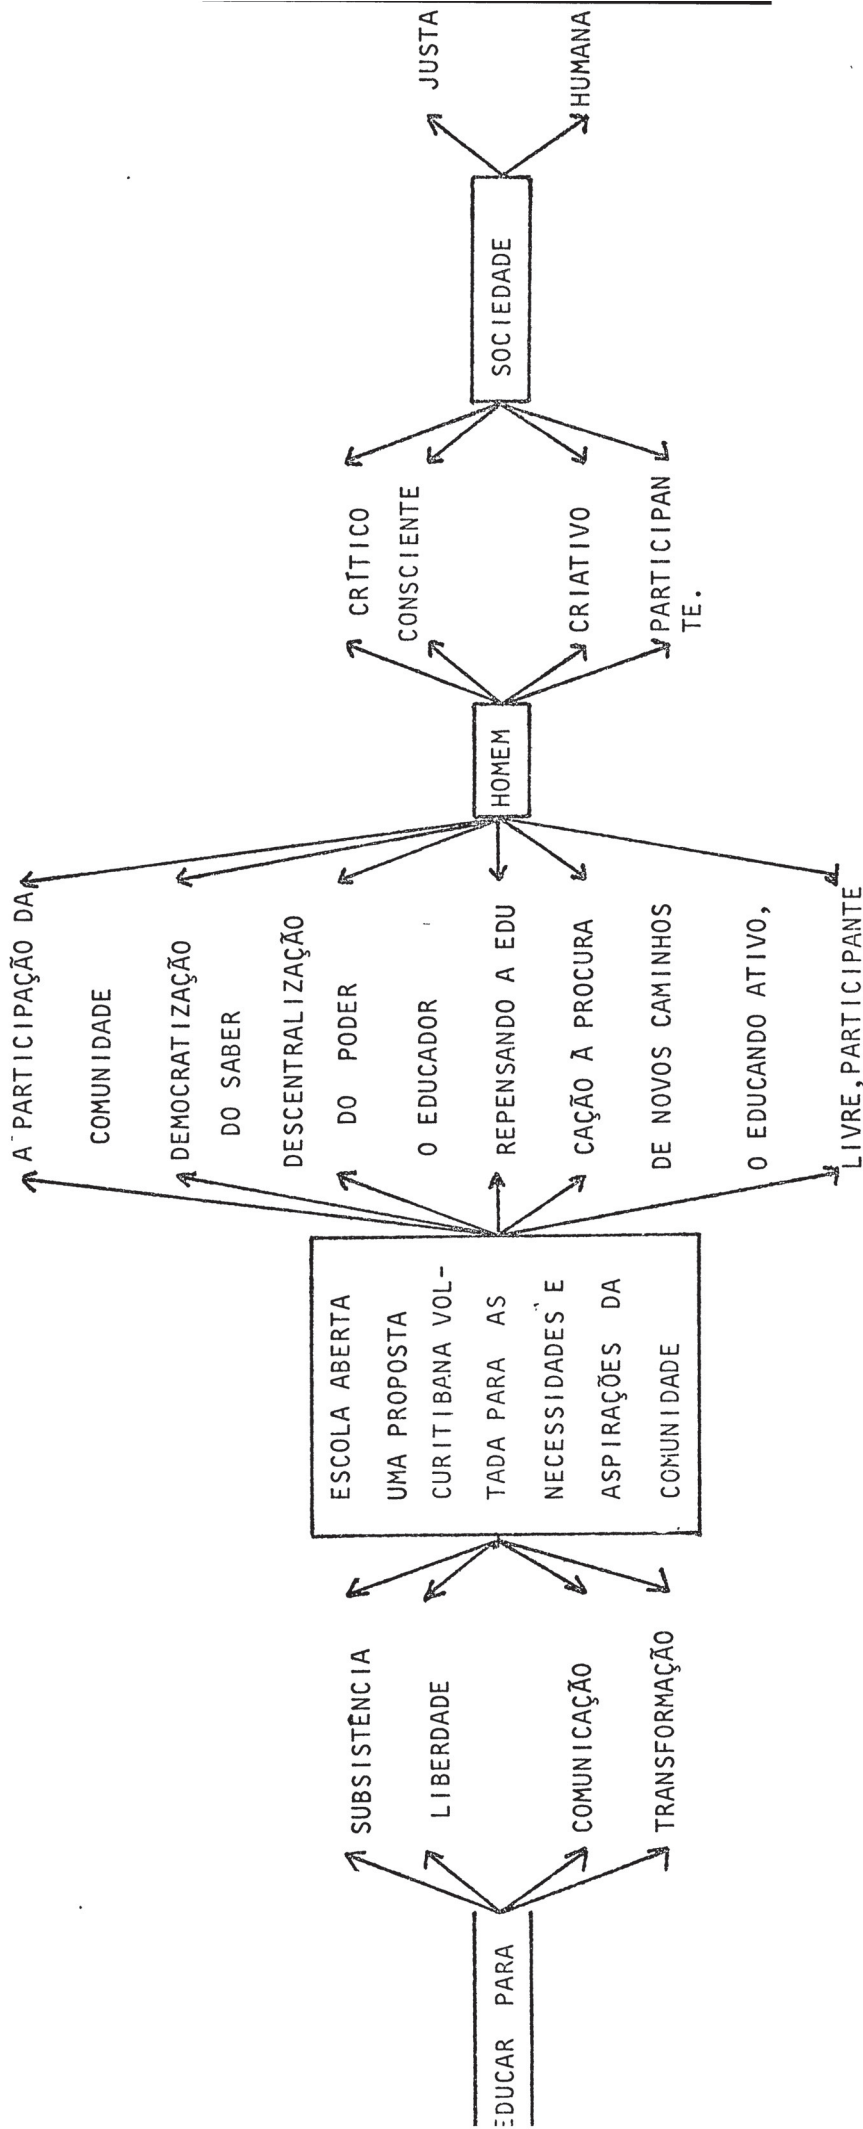 EDUCAR PARA
SUBSISTÊNCIA
LIBERDADE
COMUNICAÇÃO
TRANSFORMAÇÃO
ESCOLA ABERTA
UMA PROPOSTA
CURITIBANA VOL-
TADA PARA AS
NECESSIDADES E
ASPIRAÇÕES DA
COMUNIDADE
A PARTICIPAÇÃO DA
COMUNIDADE
DEMOCRATIZAÇÃO
DO SABER
DESCENTRALIZAÇÃO
DO PODER
O EDUCADOR
REPENSANDO A EDU
CAÇÃO À PROCURA
DE NOVOS CAMINHOS
O EDUCANDO ATIVO,
LIVRE, PARTICIPANTE
HOMEM
CRÍTICO
CONSCIENTE
CRIATIVO
PARTICIPAN
TE.
SOCIEDADE
JUSTA
HUMANA